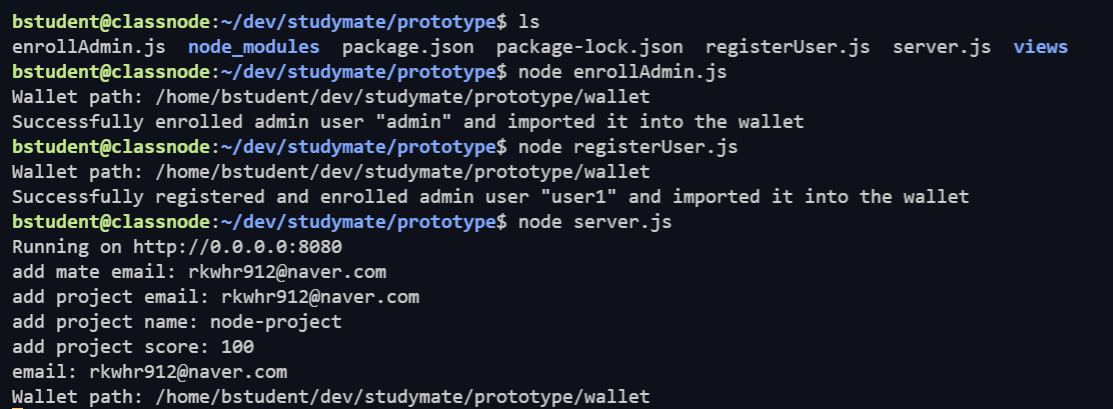 bstudent@classnode:~/dev/studymate/prototype$ ls
enrollAdmin.js node_modules package.json package-lock.json registerUser.js server.js views
bstudent@classnode:~/dev/studymate/prototype$ node enrollAdmin.js
Wallet path: /home/bstudent/dev/studymate/prototype/wallet
Successfully enrolled admin user "admin" and imported it into the wallet
bstudent@classnode:~/dev/studymate/prototype$ node registerUser.js
Wallet path: /home/bstudent/dev/studymate/prototype/wallet
Successfully registered and enrolled admin user "user1" and imported it into the wallet
bstudent@classnode:~/dev/studymate/prototype$ node server.js
Running on http://0.0.0.0:8080
add mate email: rkwhr912@naver.com
add project email: rkwhr912@naver.com
add project name: node-project
add project score: 100
email: rkwhr912@naver.com
Wallet path: /home/bstudent/dev/studymate/prototype/wallet